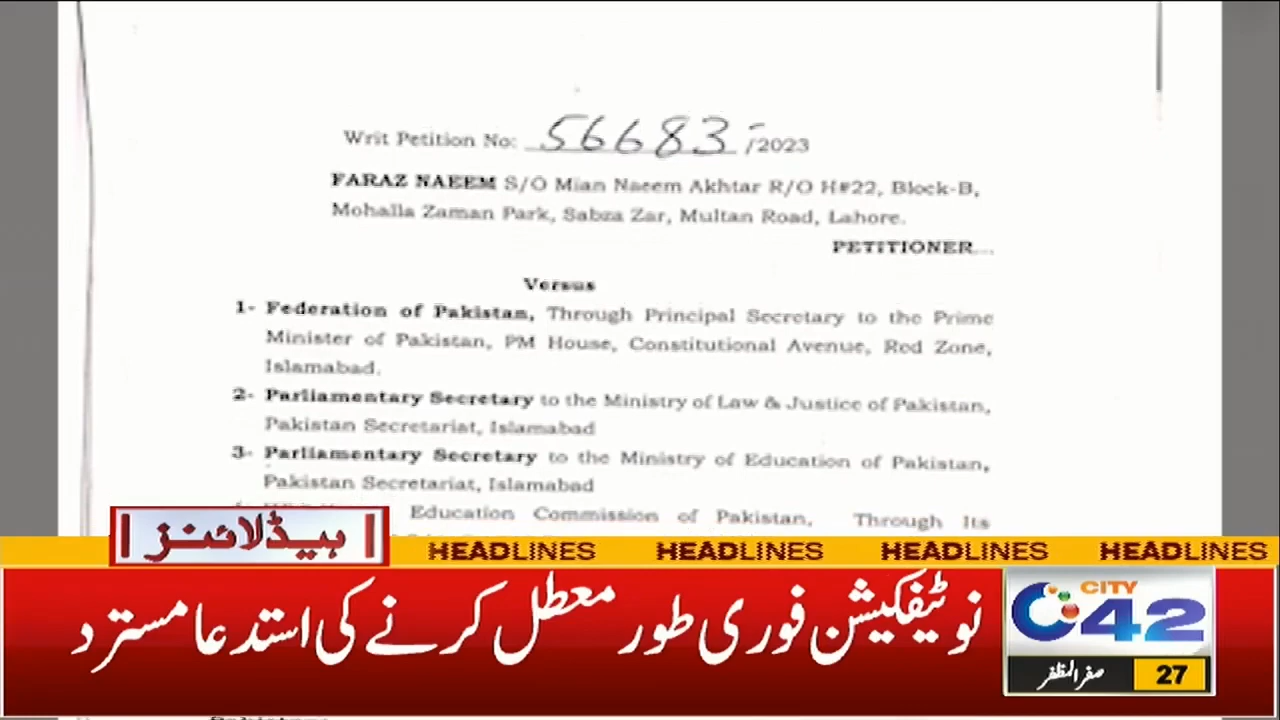 Writ Petition No: 56683/2023
FARAZ NAEEM S/O Mian Naeem Akhtar R/O H#22, Block-B,
Mohalla Zaman Park, Sabza Zar, Multan Road, Lahore.
PETITIONER...
Versus
1- Federation of Pakistan, Through Principal Secretary to the Prime
Minister of Pakistan, PM House, Constitutional Avenue, Red Zone,
Islamabad.
2- Parliamentary Secretary to the Ministry of Law & Justice of Pakistan,
Pakistan Secretariat, Islamabad
3- Parliamentary Secretary to the Ministry of Education of Pakistan,
Pakistan Secretariat, Islamabad
Education Commission of Pakistan, Through Its
ہیڈلائنز
HEADLINES HEADLINES HEADLINES HEADLINES
نوٹیفکیشن فوری طور معطل کرنے کی استدعا مسترد
CITY
42
صفر المظفر 27